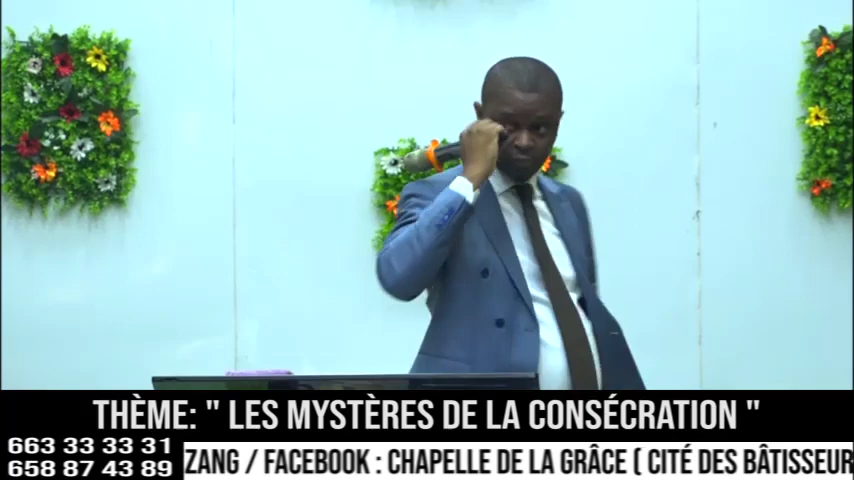 THÈME: " LES MYSTÈRES DE LA CONSÉCRATION "
663 33 33 31
658 87 43 89
ZANG / FACEBOOK : CHAPELLE DE LA GRÂCE ( CITÉ DES BÂTISSEUR